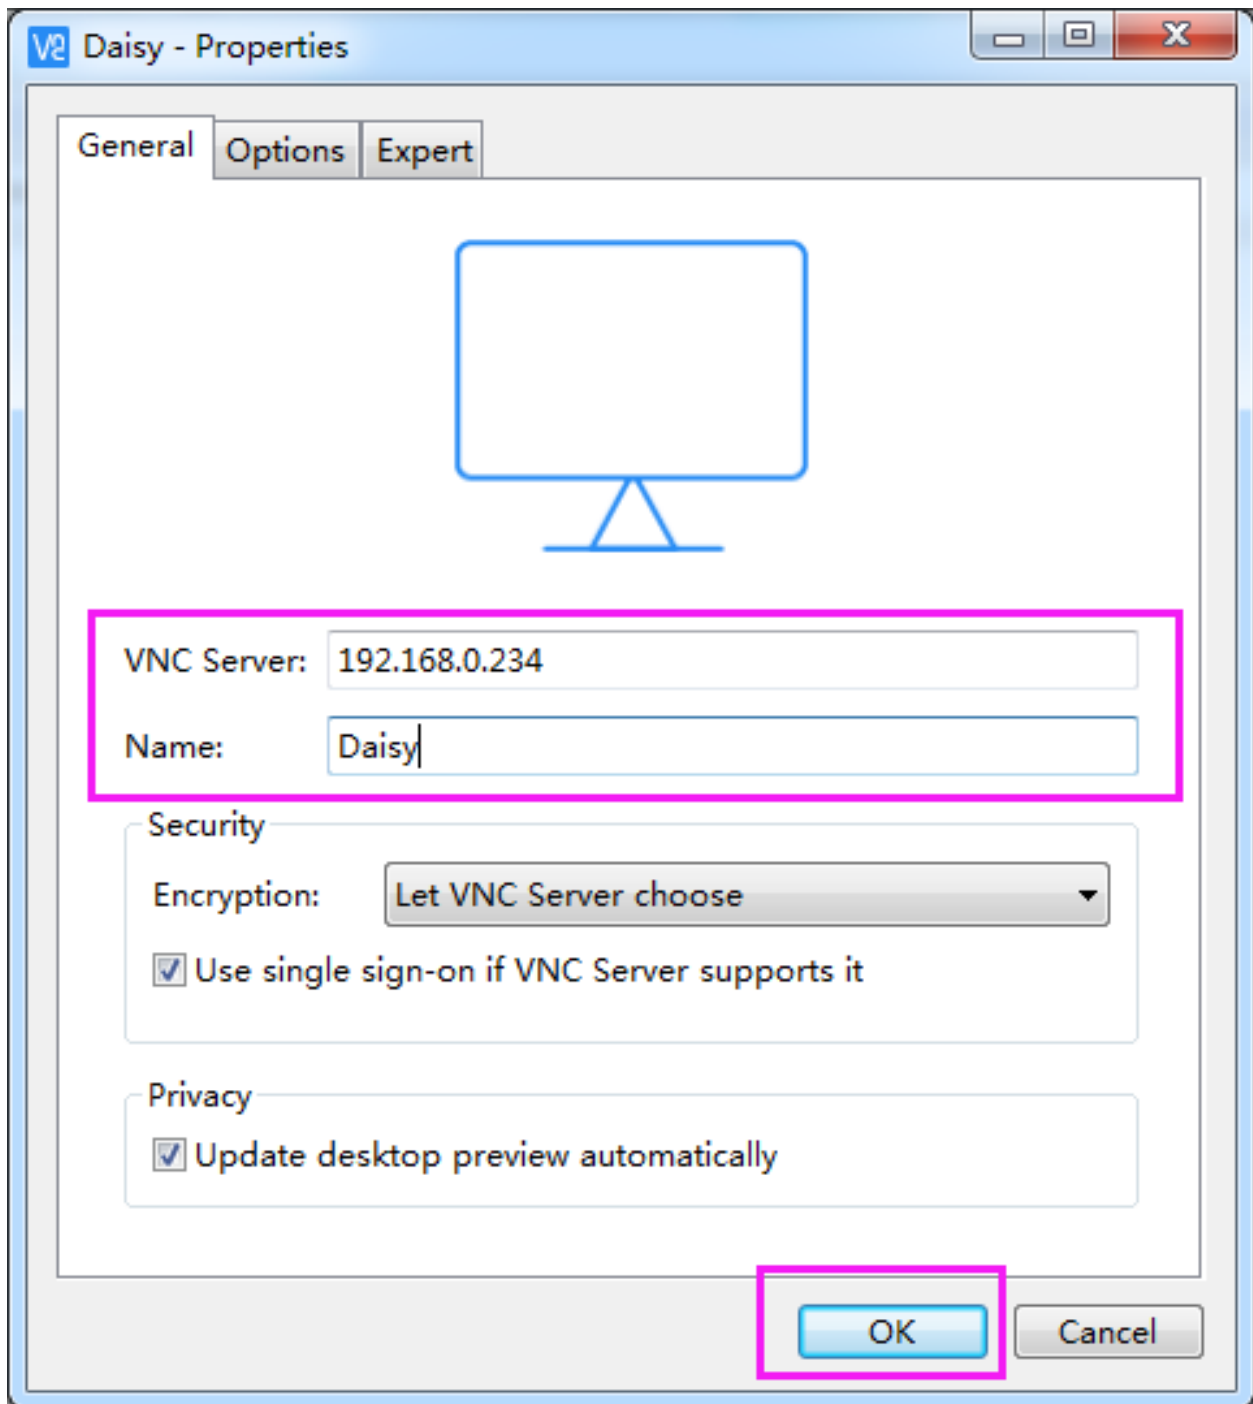 V2 Daisy - Properties
General Options Expert
VNC Server: 192.168.0.234
Name: Daisy
Security
Encryption: Let VNC Server choose
Use single sign-on if VNC Server supports it
Privacy
Update desktop preview automatically
OK Cancel